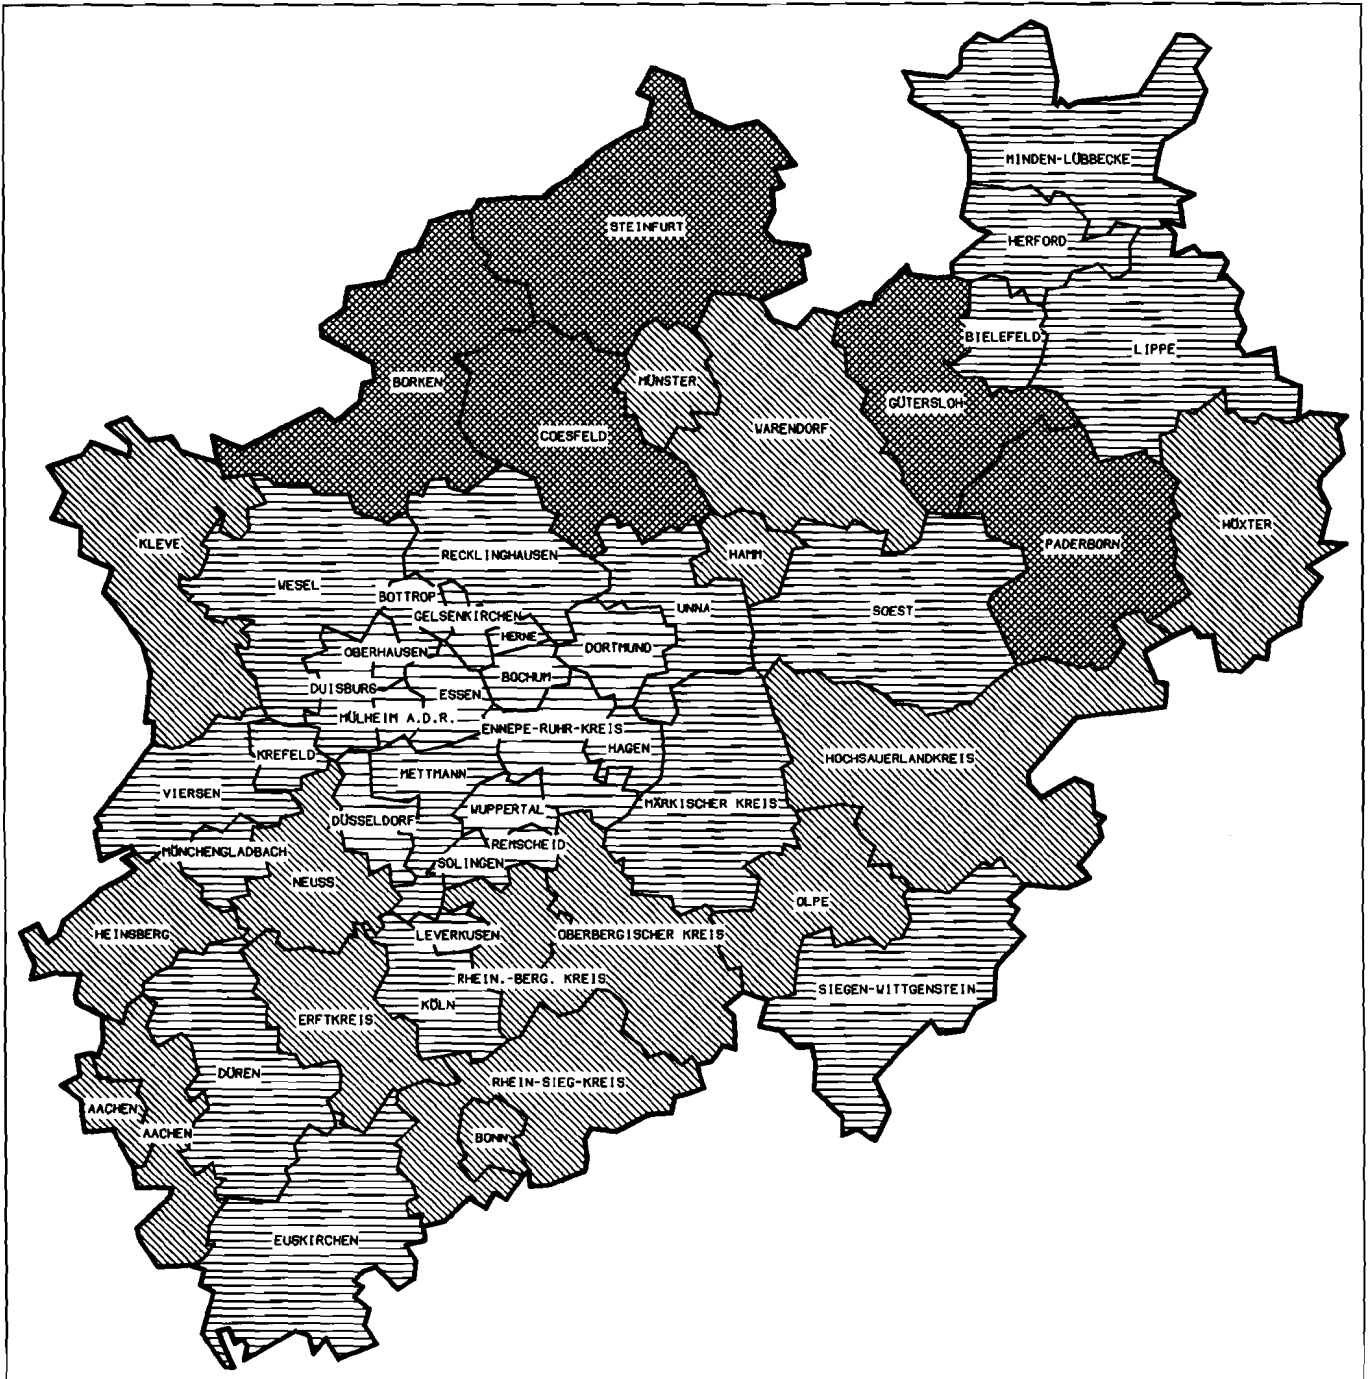 MINDEN-LÜBBECKE
STEINFURT
HERFORD
BIELEFELD
LIPPE
BORKEN
MÜNSTER
GÜTERSLOH
WARENDORF
COESFELD
HÖXTER
KLEVE
PADERBORN
RECKLINGHAUSEN
HAMM
WESEL
BOTTROP
UNNA
SOEST
GELSENKIRCHEN
HERNE
OBERHAUSEN
DORTMUND
BOCHUM
DUISBURG
ESSEN
MÜLHEIM A.D.R.
ENNEPE-RUHR-KREIS
HAGEN
KREFELD
HOCHSAUERLANDKREIS
METTMANN
VIERSEN
MÄRKISCHER KREIS
WUPPERTAL
DÜSSELDORF
REMSCHEID
MÖNCHENGLADBACH
SOLINGEN
NEUSS
OLPE
HEINSBERG
LEVERKUSEN
OBERBERGISCHER KREIS
RHEIN.-BERG. KREIS
SIEGEN-WITTGENSTEIN
KÖLN
ERFTKREIS
DÜREN
RHEIN-SIEG-KREIS
AACHEN
AACHEN
BONN
EUSKIRCHEN